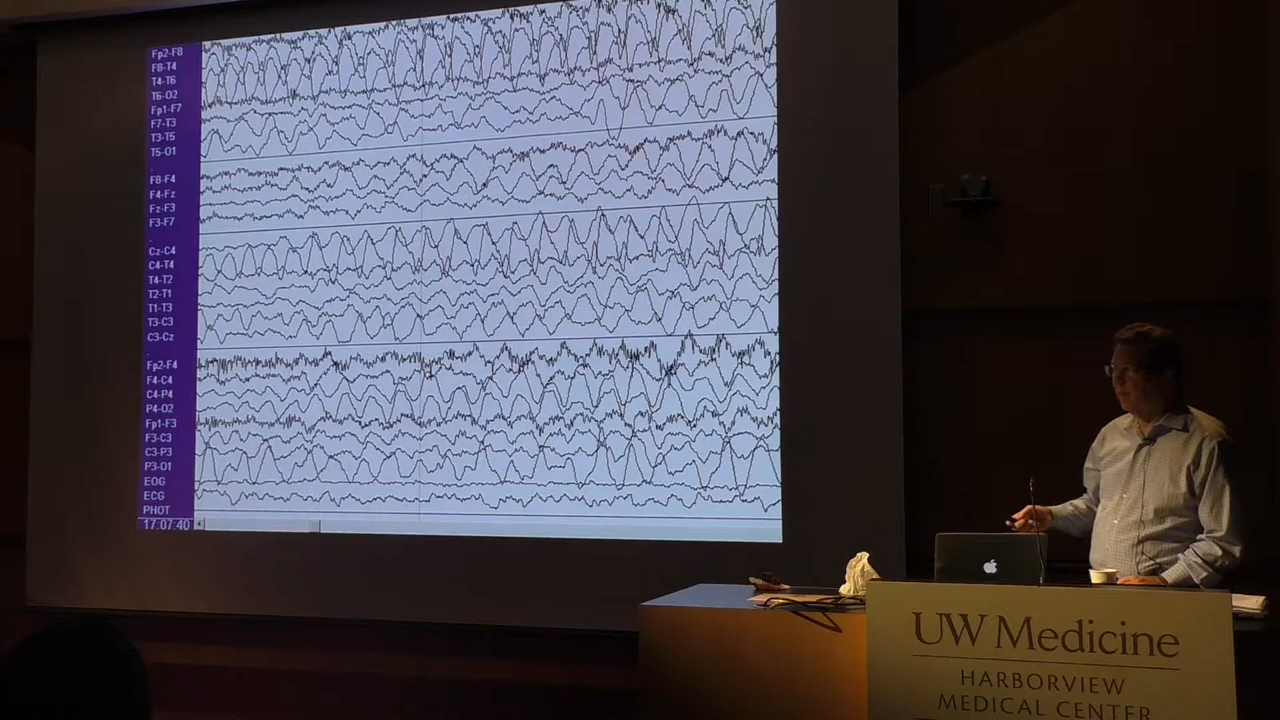 Fp2-F8
F8-T4
T4-T6
T6-O2
Fp1-F7
F7-T3
T3-T5
T5-O1
F8-F4
F4-Fz
Fz-F3
F3-F7
Cz-C4
C4-T4
T4-T2
T2-T1
T1-T3
T3-C3
C3-Cz
Fp2-F4
F4-C4
C4-P4
P4-O2
Fp1-F3
F3-C3
C3-P3
P3-O1
EOG
ECG
PHOT
17:07:40
UW Medicine
HARBORVIEW
MEDICAL CENTER